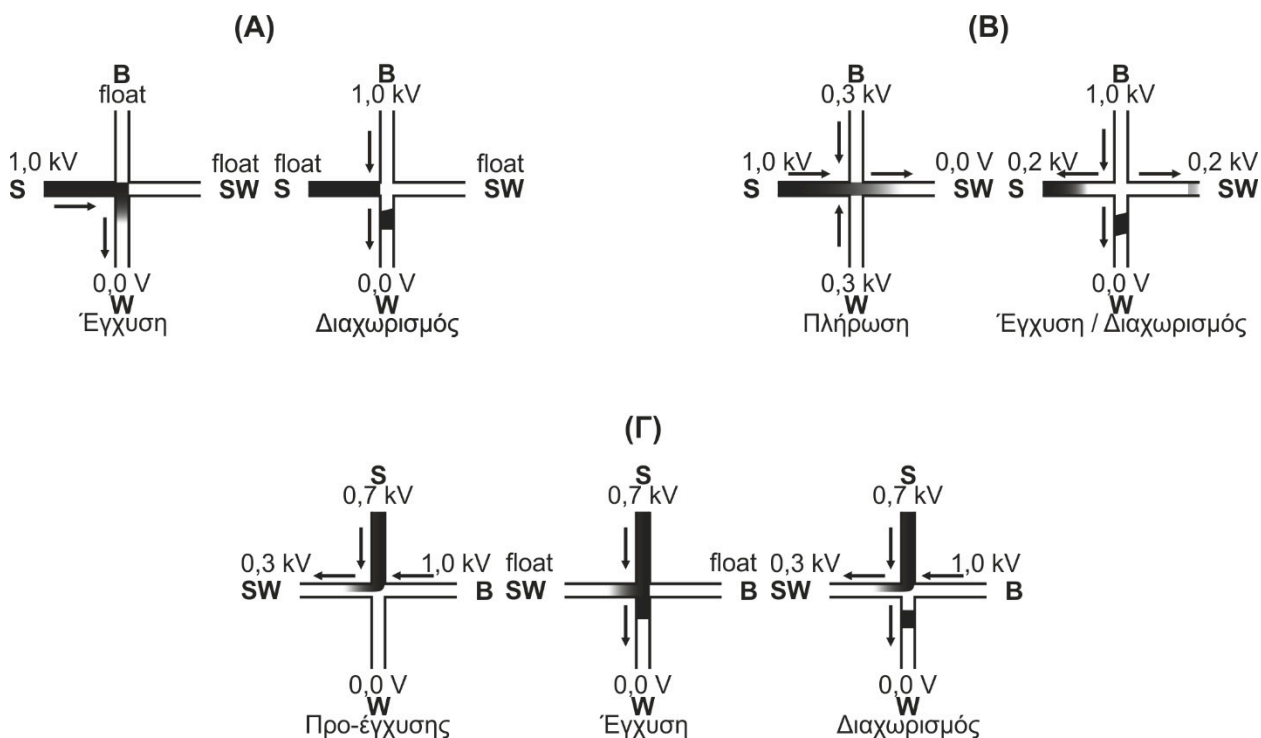 (Α)
B
float
1,0 kV
S
float
SW
0,0 V
W
Έγχυση
B
1,0 kV
float
S
float
SW
0,0 V
W
Διαχωρισμός
(Β)
B
0,3 kV
1,0 kV
S
0,0 V
SW
0,3 kV
W
Πλήρωση
B
1,0 kV
0,2 kV
S
0,2 kV
SW
0,0 V
W
Έγχυση / Διαχωρισμός
(Γ)
S
0,7 kV
0,3 kV
SW
1,0 kV
B
0,0 V
W
Προ-έγχυσης
S
0,7 kV
float
SW
float
B
0,0 V
W
Έγχυση
S
0,7 kV
0,3 kV
SW
1,0 kV
B
0,0 V
W
Διαχωρισμός